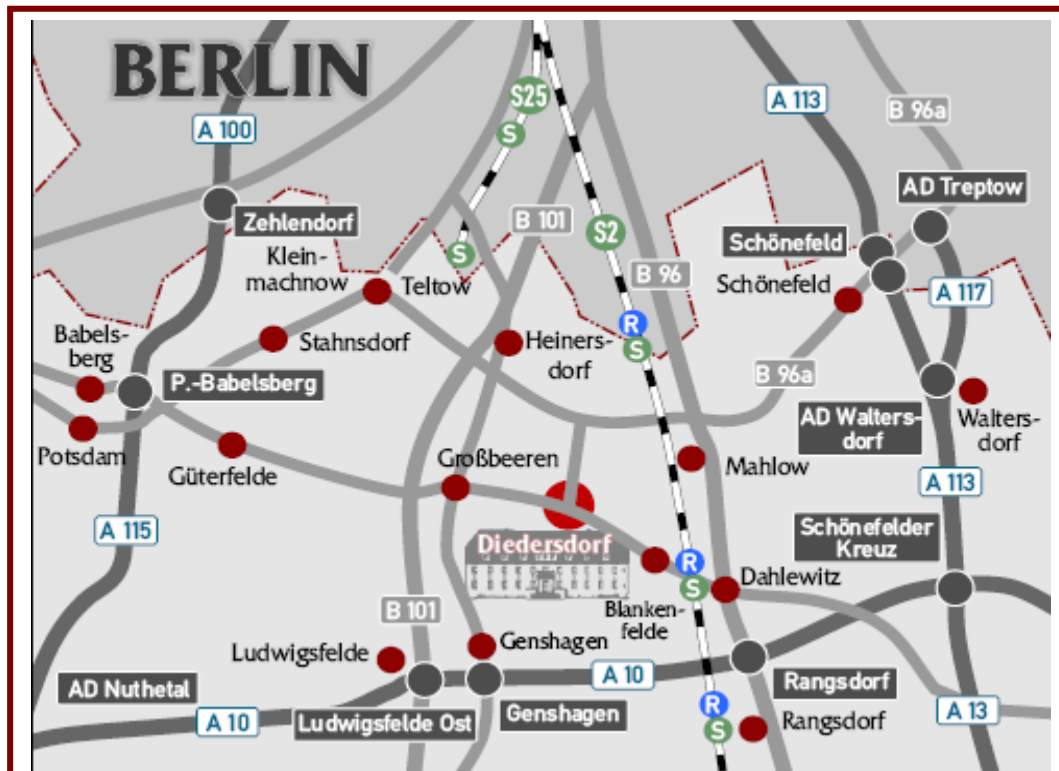 BERLIN
S25
A 113
B 96a
A 100
S
AD Treptow
Zehlendorf
B 101
S2
Schönefeld
Klein-
machnow
S
Teltow
B 96
Schönefeld
A 117
Babels-
berg
Stahnsdorf
R
S
Heiners-
dorf
P.-Babelsberg
B 96a
AD Walters-
dorf
Walters-
dorf
Potsdam
Güterfelde
Großbeeren
Mahlow
A 113
A 115
Diedersdorf
Schönefelder
Kreuz
R
S
Dahlewitz
B 101
Blanken-
felde
Ludwigsfelde
Genshagen
AD Nuthetal
A 10
Rangsdorf
A 10
Ludwigsfelde Ost
Genshagen
R
S
Rangsdorf
A 13